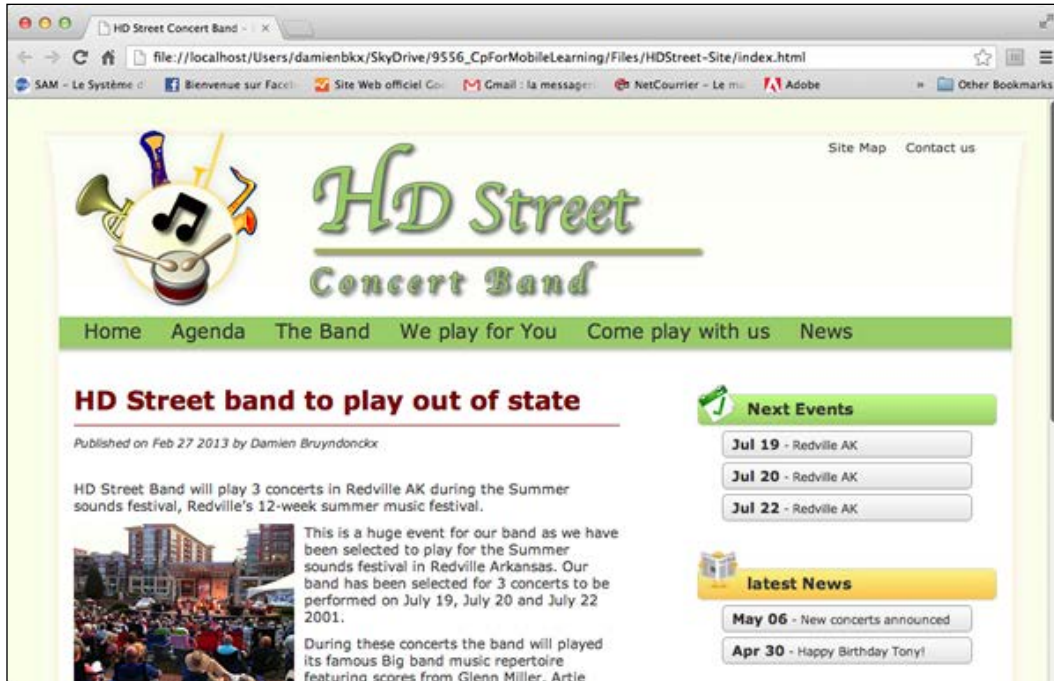 HD Street Concert Band -
file://localhost/Users/damienbkx/SkyDrive/9556_CpForMobileLearning/Files/HDStreet-Site/index.html
SAM - Le Système d Bienvenue sur Face Site Web officiel Gmail : la messager NetCourrier - Le m Adobe » Other Bookmarks
Site Map Contact us
HD Street
Concert Band
Home Agenda The Band We play for You Come play with us News
HD Street band to play out of state
Published on Feb 27 2013 by Damien Bruyndonckx
HD Street Band will play 3 concerts in Redville AK during the Summer
sounds festival, Redville's 12-week summer music festival.
This is a huge event for our band as we have
been selected to play for the Summer
sounds festival in Redville Arkansas. Our
band has been selected for 3 concerts to be
performed on July 19, July 20 and July 22
2001.
During these concerts the band will played
its famous Big band music repertoire
featuring scores from Glenn Miller, Artie
Next Events
Jul 19 - Redville AK
Jul 20 - Redville AK
Jul 22 - Redville AK
latest News
May 06 - New concerts announced
Apr 30 - Happy Birthday Tony!